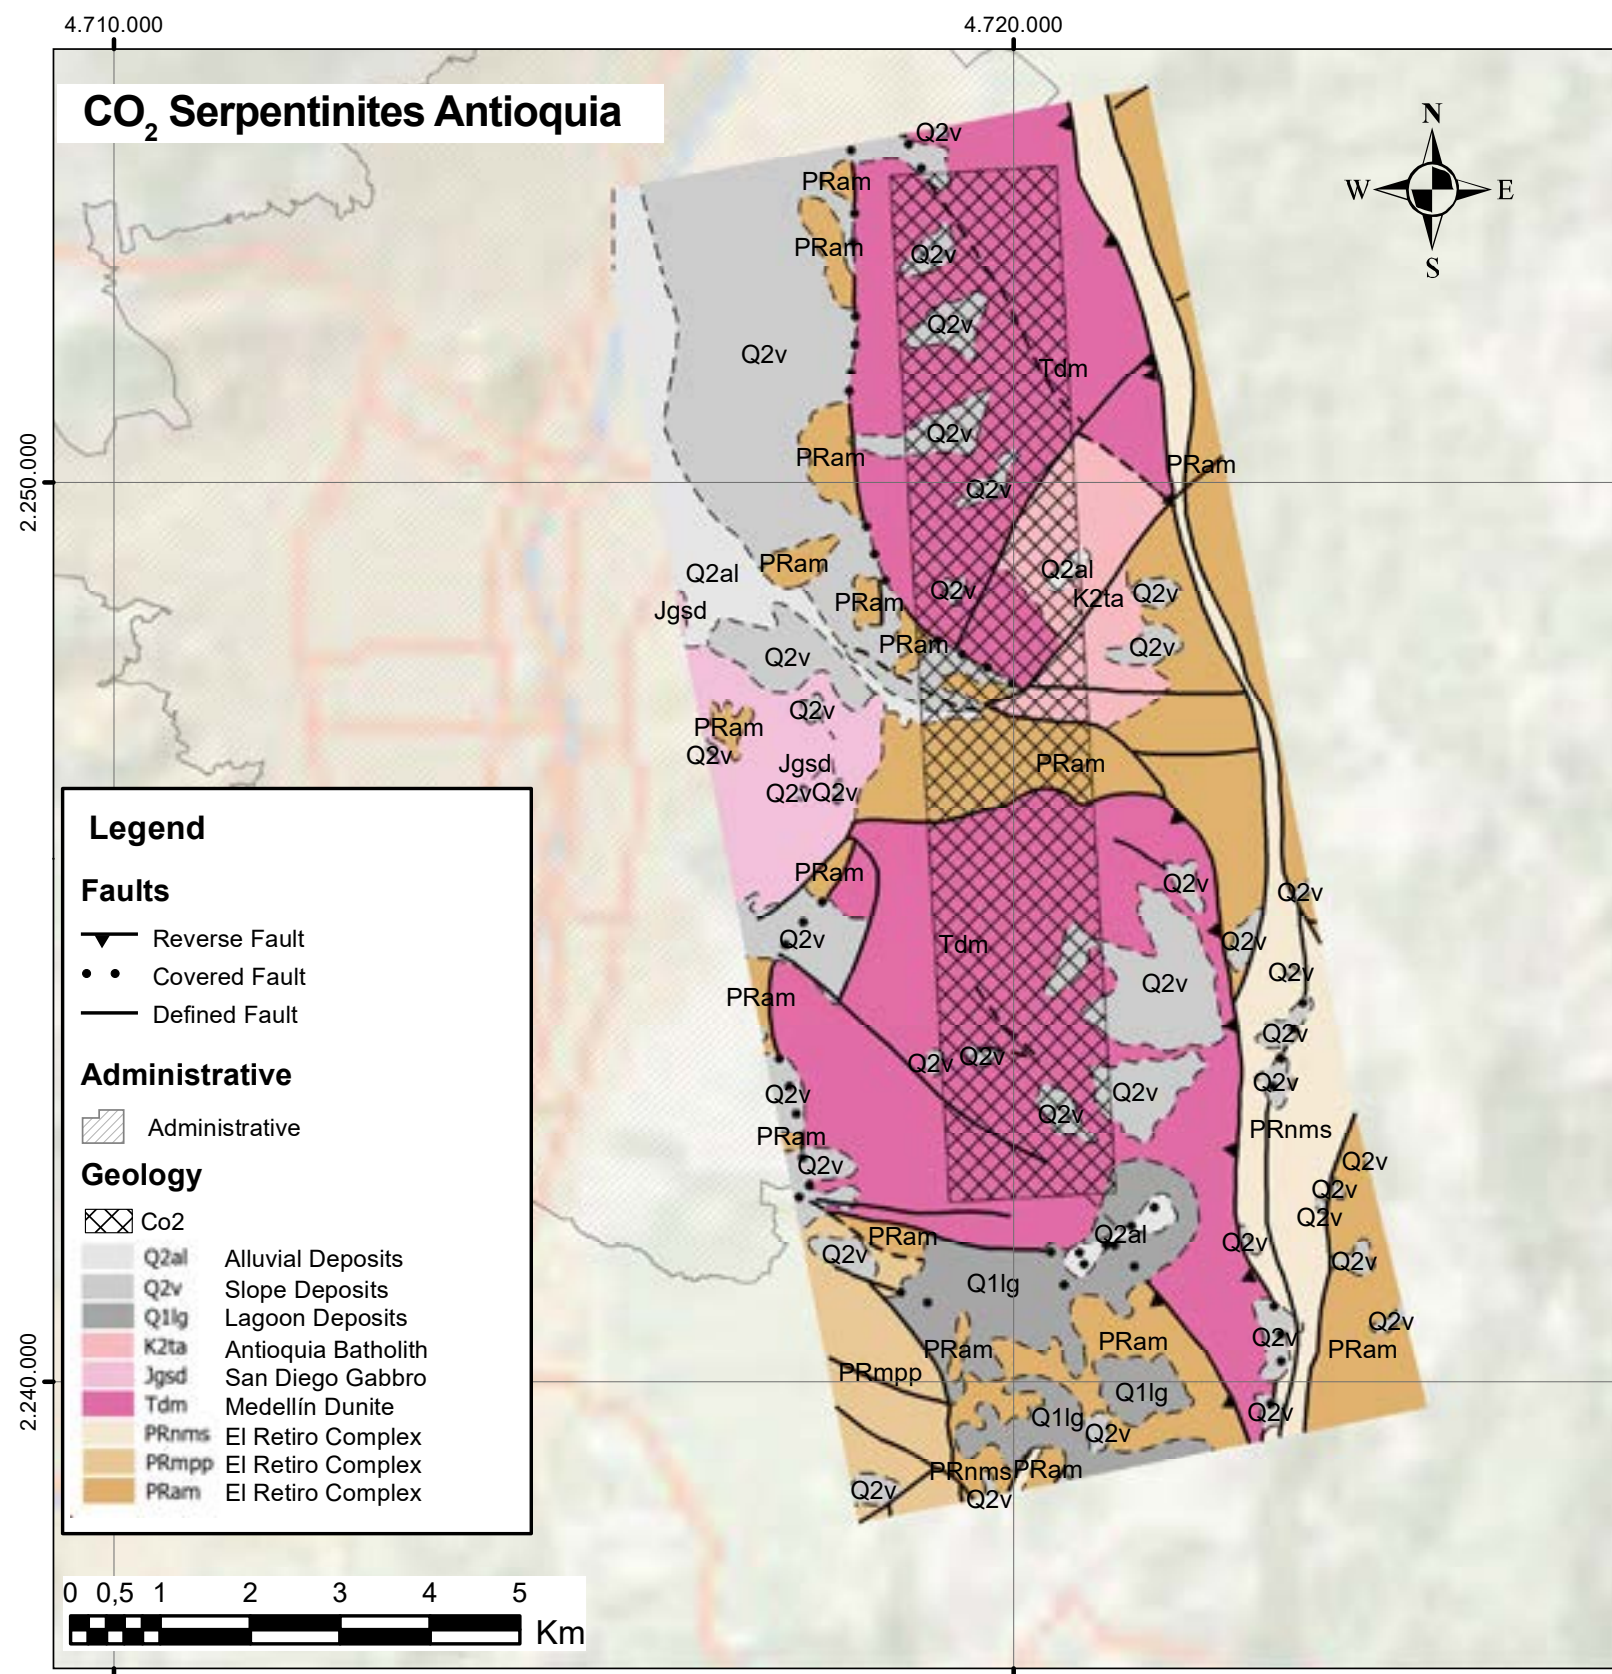 4.710.000
4.720.000
CO2 Serpentinites Antioquia
N
W
E
S
2.250.000
2.240.000
Q2v
PRam
PRam
Q2v
Q2v
Q2v
Tdm
Q2v
PRam
PRam
Q2v
PRam
Q2al
Q2al
Jgsd
PRam
Q2v
K2ta
Q2v
PRam
Q2v
Q2v
Q2v
PRam
Q2v
Jgsd
PRam
Q2v
Q2v
PRam
Q2v
Q2v
Q2v
Tdm
Q2v
Q2v
Q2v
PRam
Q2v
Q2v
Q2v
Q2v
Q2v
Q2v
Q2v
PRam
PRnms
Q2v
Q2v
Q2v
Q2v
PRam
Q2al
Q2v
Q2v
Q2v
Q1lg
Q2v
PRam
PRam
Q2v
PRam
PRmpp
Q1lg
Q1lg
Q2v
Q2v
PRnms
PRam
Q2v
Q2v
Legend
Faults
Reverse Fault
Covered Fault
Defined Fault
Administrative
Administrative
Geology
Co2
Q2al Alluvial Deposits
Q2v Slope Deposits
Q1lg Lagoon Deposits
K2ta Antioquia Batholith
Jgsd San Diego Gabbro
Tdm Medellín Dunite
PRnms El Retiro Complex
PRmpp El Retiro Complex
PRam El Retiro Complex
0 0,5 1 2 3 4 5
Km